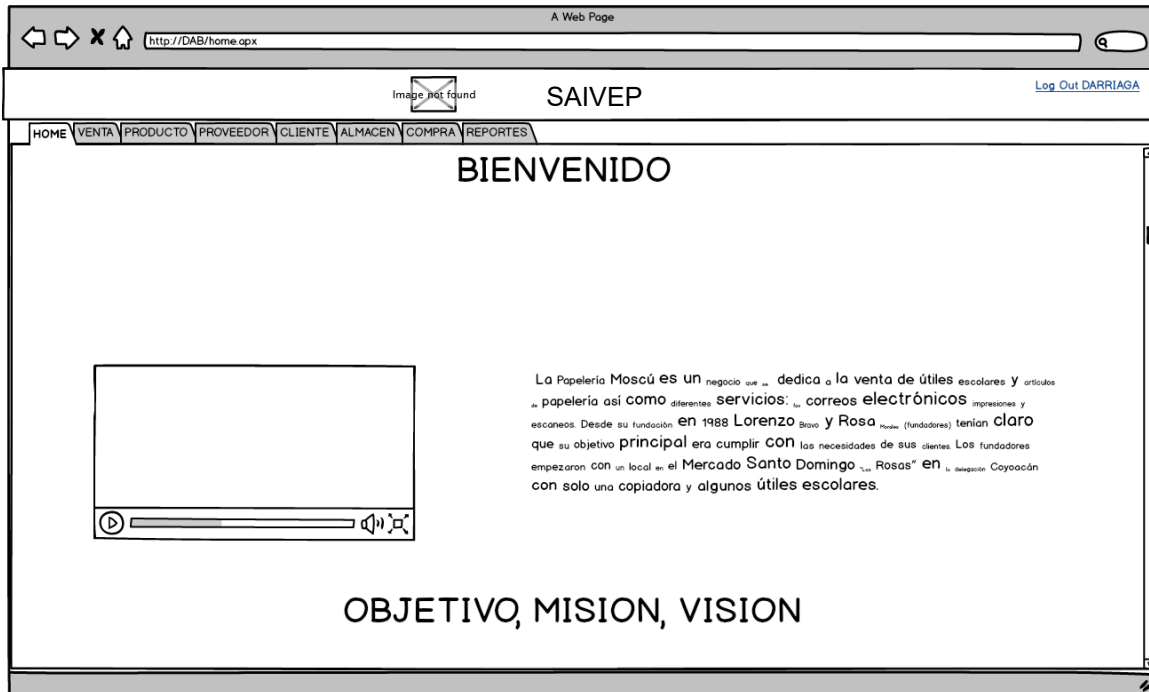 A Web Page
http://DAB/home.apx
Image not found
SAIVEP
Log Out DARRIAGA
HOME VENTA PRODUCTO PROVEEDOR CLIENTE ALMACEN COMPRA REPORTES
BIENVENIDO
La Papelería Moscú es un negocio que se dedica a la venta de útiles escolares y artículos
de papelería así como diferentes servicios: correos electrónicos impresiones y
escaneos. Desde su fundación en 1988 Lorenzo Bravo y Rosa Morales (fundadores) tenían claro
que su objetivo principal era cumplir con las necesidades de sus clientes. Los fundadores
empezaron con un local en el Mercado Santo Domingo "Las Rosas" en la delegación Coyoacán
con solo una copiadora y algunos útiles escolares.
OBJETIVO, MISION, VISION